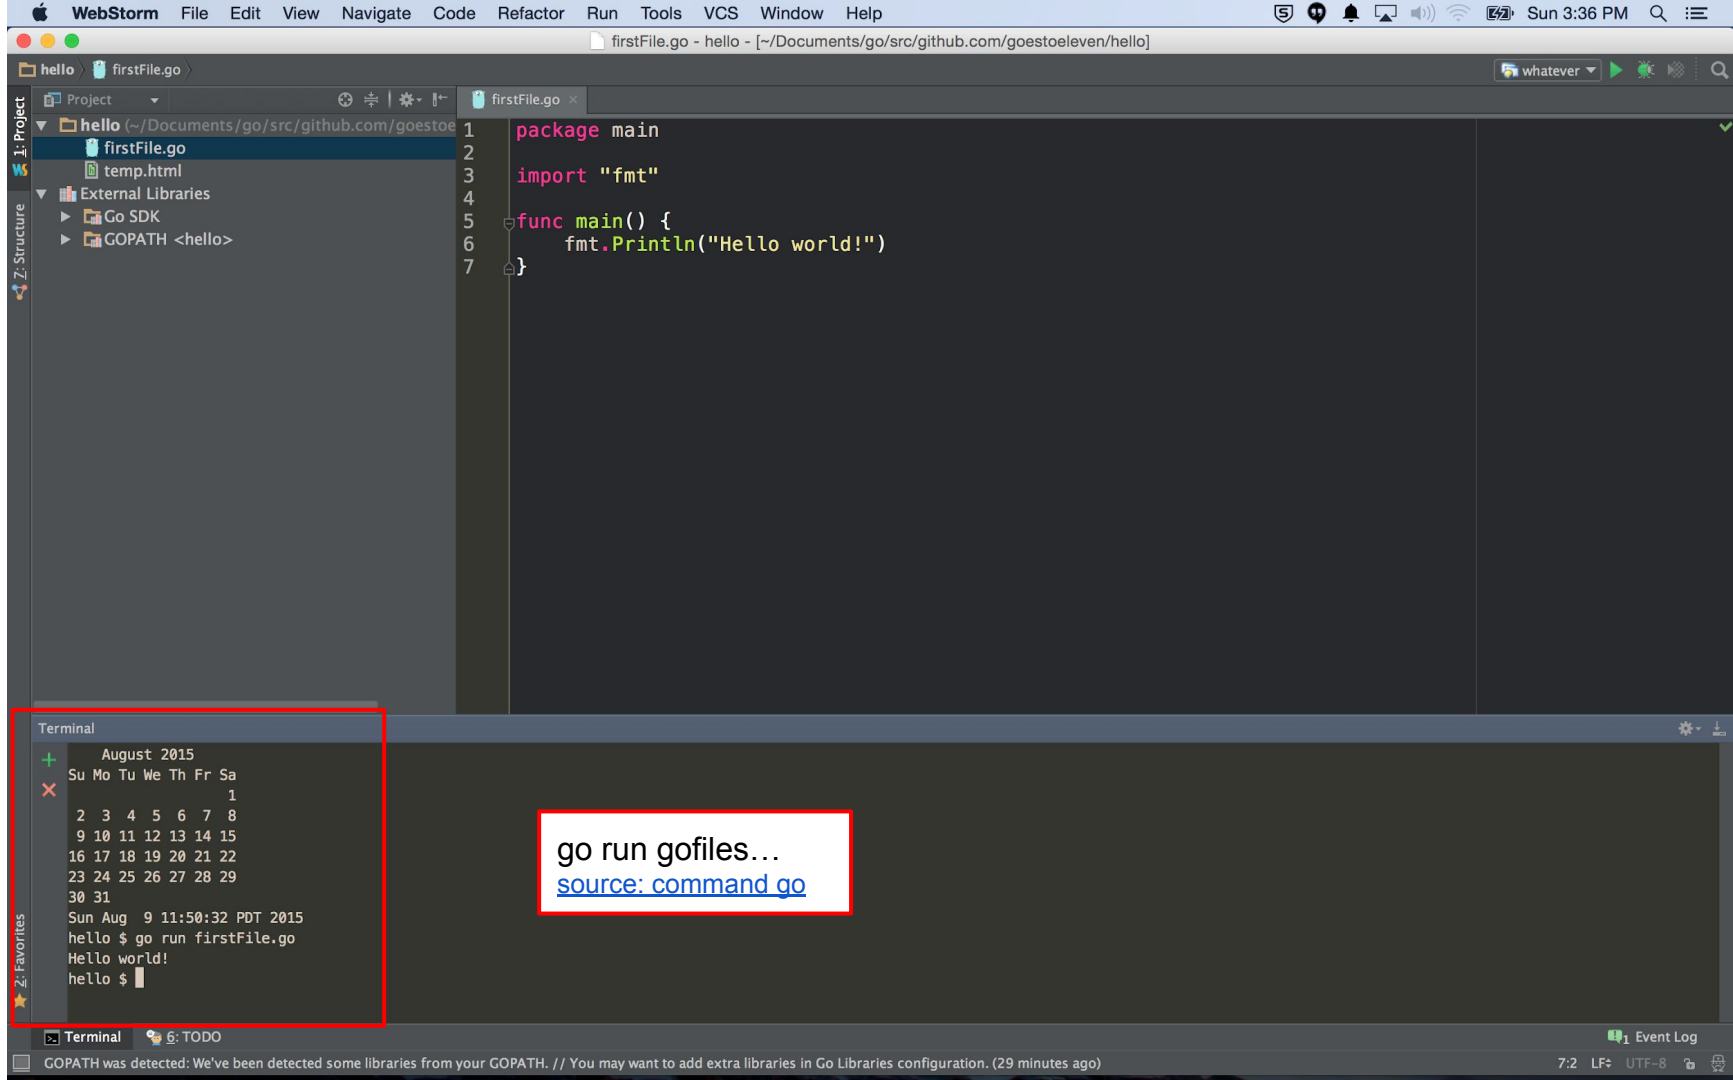 WebStorm File Edit View Navigate Code Refactor Run Tools VCS Window Help Sun 3:36 PM
firstFile.go - hello - [~/Documents/go/src/github.com/goestoeleven/hello]
hello firstFile.go whatever
Project
firstFile.go
1: Project
Z: Structure
2: Favorites
hello (~/Documents/go/src/github.com/goestoe
firstFile.go
temp.html
External Libraries
Go SDK
GOPATH <hello>
1 package main
2
3 import "fmt"
4
5 func main() {
6 fmt.Println("Hello world!")
7 }
Terminal
August 2015
Su Mo Tu We Th Fr Sa
1
2 3 4 5 6 7 8
9 10 11 12 13 14 15
16 17 18 19 20 21 22
23 24 25 26 27 28 29
30 31
Sun Aug 9 11:50:32 PDT 2015
hello $ go run firstFile.go
Hello world!
hello $
go run gofiles…
source: command go
Terminal 6: TODO 1 Event Log
GOPATH was detected: We've been detected some libraries from your GOPATH. // You may want to add extra libraries in Go Libraries configuration. (29 minutes ago) 7:2 LF UTF-8